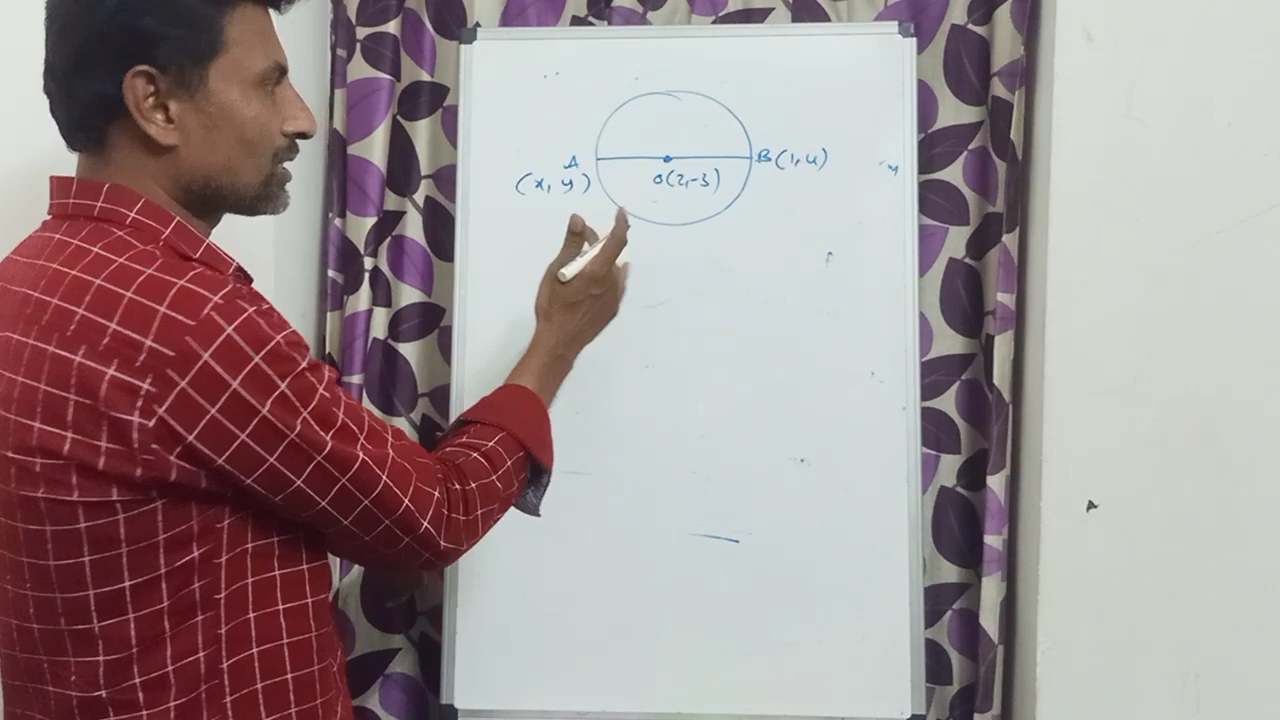 A
B(1,4)
(x, y)
O(2,-3)